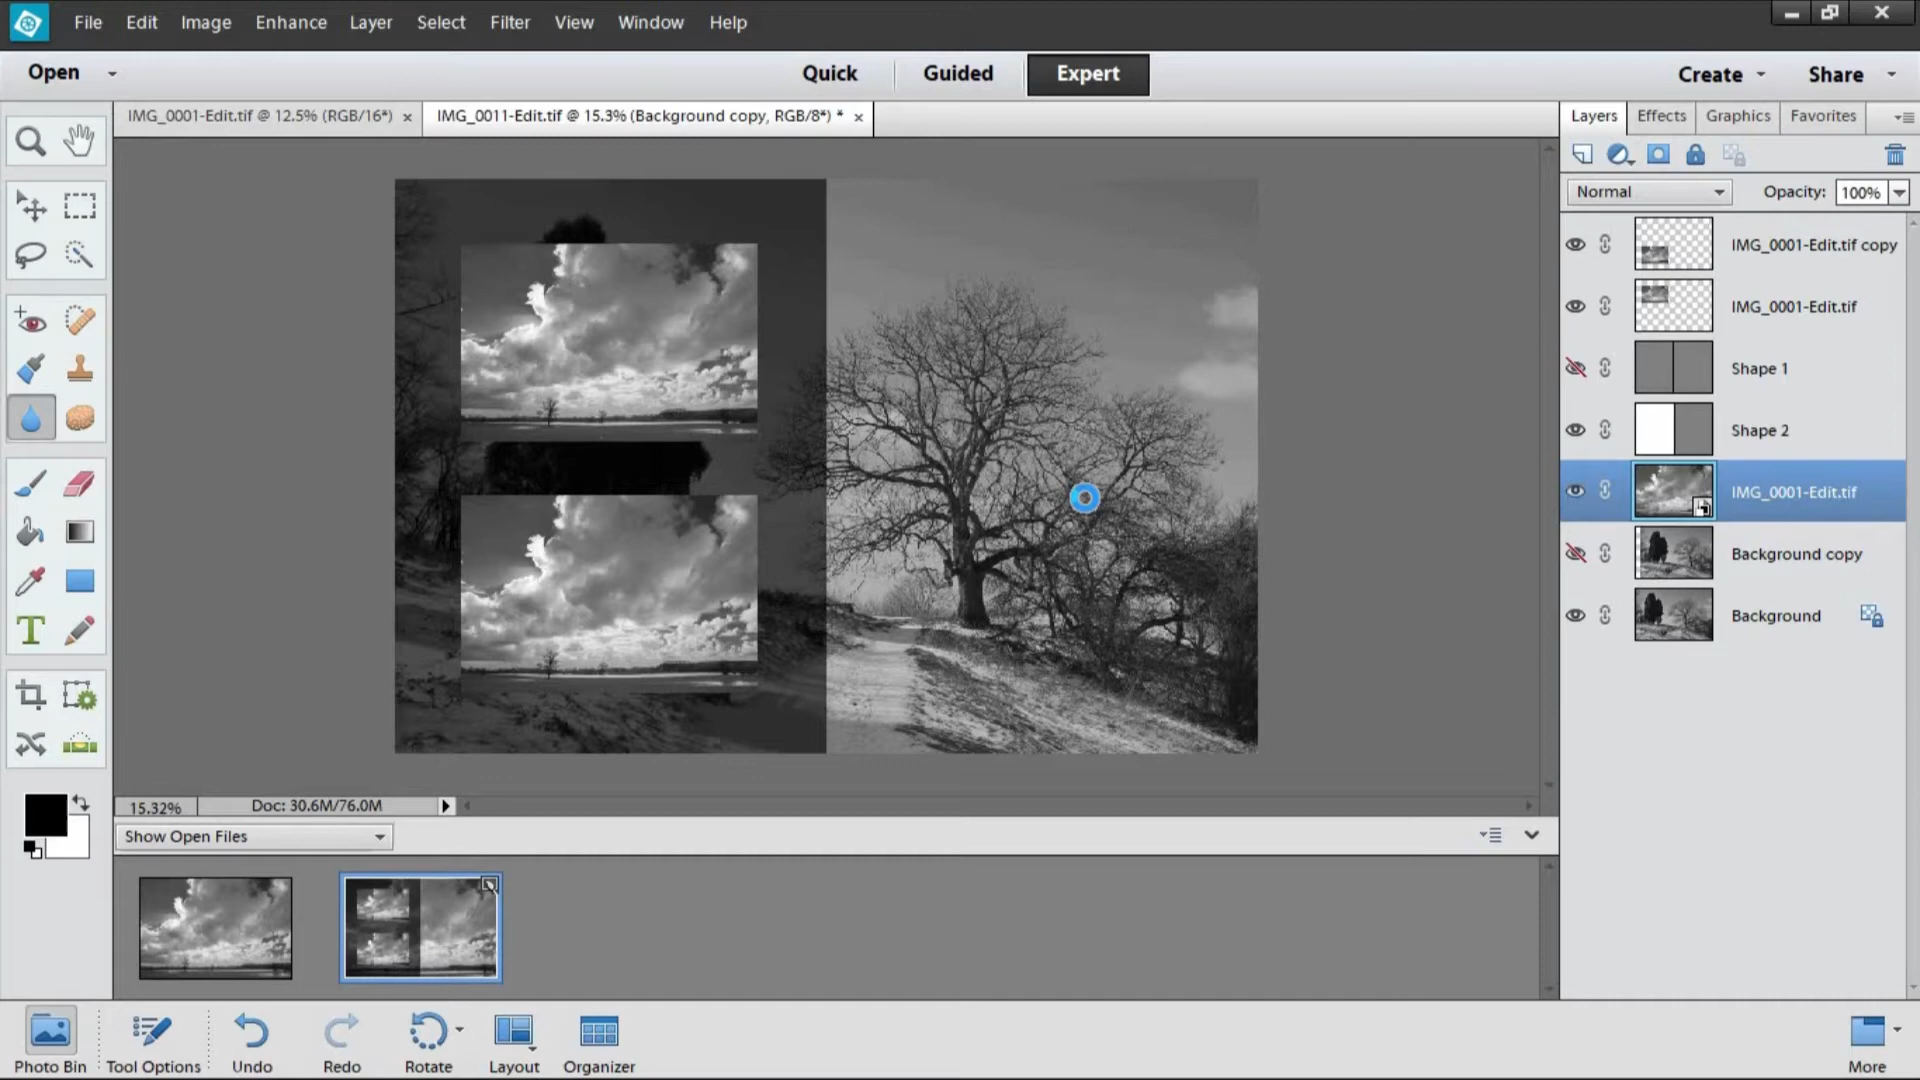 File Edit Image Enhance Layer Select Filter View Window Help
Open Quick Guided Expert Create Share
IMG_0001-Edit.tif @ 12.5% (RGB/16*) × IMG_0011-Edit.tif @ 15.3% (Background copy, RGB/8*) * ×
Layers Effects Graphics Favorites
Normal Opacity: 100%
IMG_0001-Edit.tif copy
IMG_0001-Edit.tif
Shape 1
Shape 2
IMG_0001-Edit.tif
Background copy
Background
T
15.32% Doc: 30.6M/76.0M
Show Open Files
Photo Bin Tool Options Undo Redo Rotate Layout Organizer More